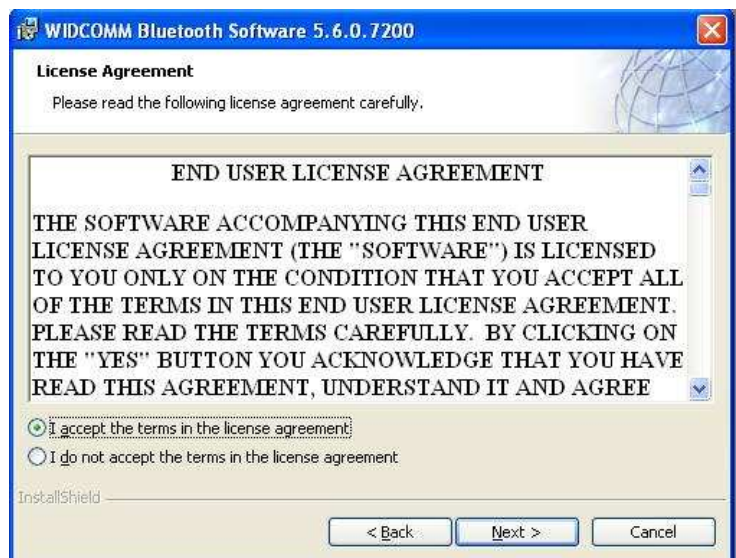 WIDCOMM Bluetooth Software 5.6.0.7200
License Agreement
Please read the following license agreement carefully.
END USER LICENSE AGREEMENT
THE SOFTWARE ACCOMPANYING THIS END USER
LICENSE AGREEMENT (THE "SOFTWARE") IS LICENSED
TO YOU ONLY ON THE CONDITION THAT YOU ACCEPT ALL
OF THE TERMS IN THIS END USER LICENSE AGREEMENT.
PLEASE READ THE TERMS CAREFULLY.  BY CLICKING ON
THE "YES" BUTTON YOU ACKNOWLEDGE THAT YOU HAVE
READ THIS AGREEMENT, UNDERSTAND IT AND AGREE
I accept the terms in the license agreement
I do not accept the terms in the license agreement
InstallShield
< Back
Next >
Cancel